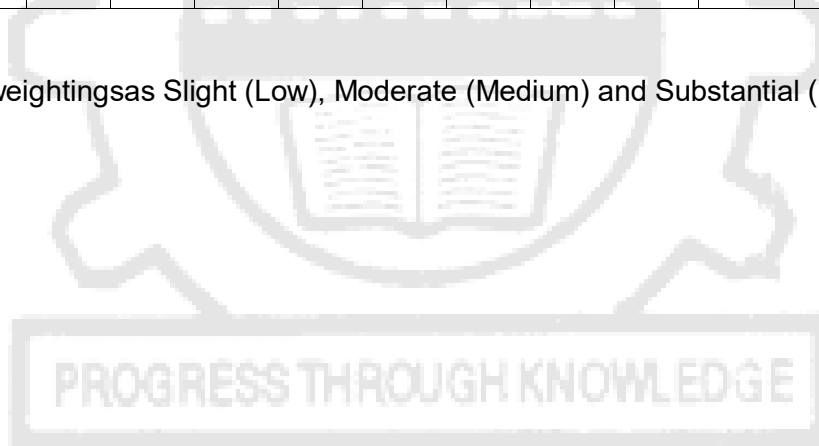 weightingsas Slight (Low), Moderate (Medium) and Substantial (
PROGRESS THROUGH KNOWLEDGE